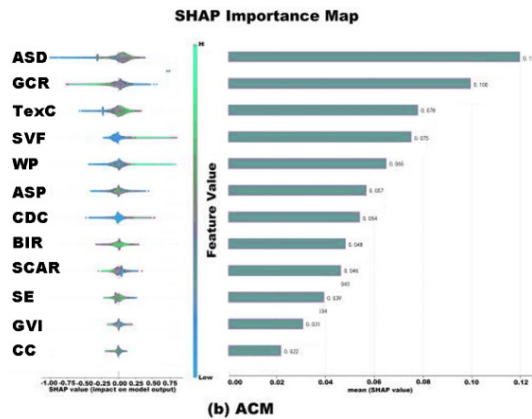 SHAP Importance Map
ASD
GCR 0.100
TexC 0.078
SVF 0.075
WP 0.065
ASP 0.057
CDC 0.054
BIR 0.048
SCAR 0.046
SE 0.039
GVI 0.031
CC 0.022
H
Feature Value
Low
-1.00 -0.75 -0.50 -0.25 0.00 0.25 0.50 0.75
SHAP value (impact on model output)
0.00 0.02 0.04 0.06 0.08 0.10 0.12
mean (SHAP value)
(b) ACM